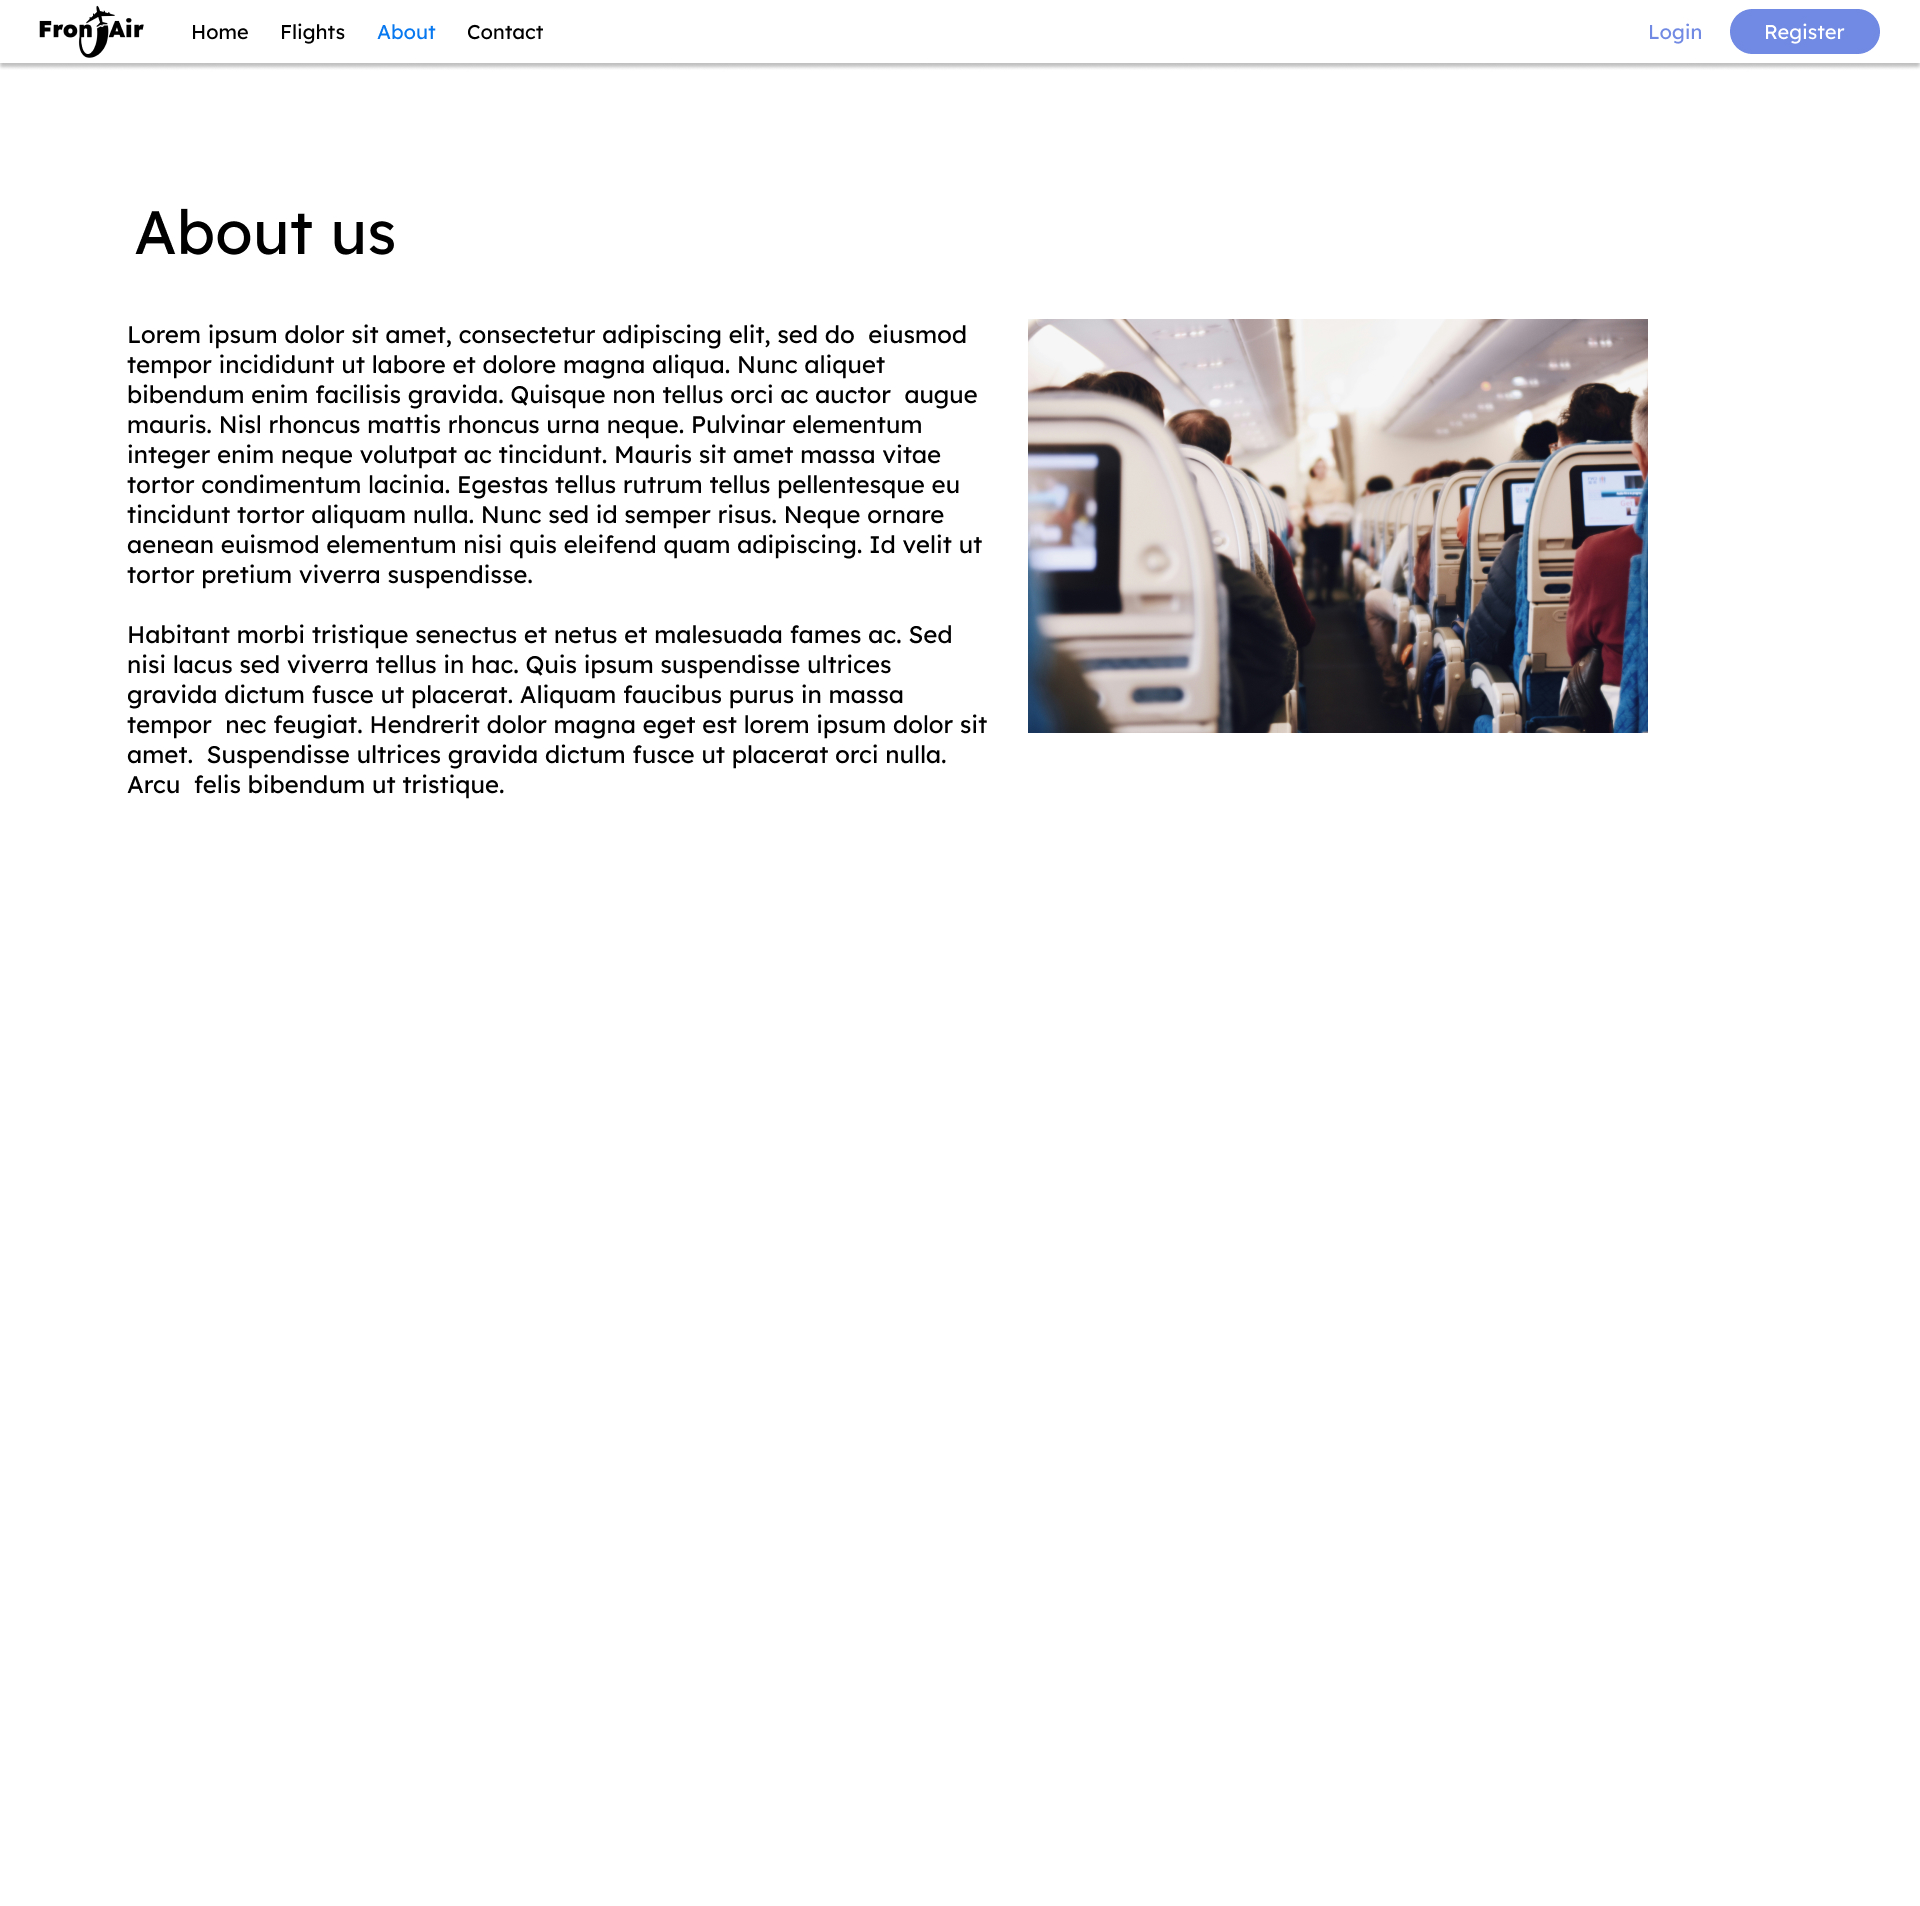 FronAir
Home Flights About Contact Login Register
About us
Lorem ipsum dolor sit amet, consectetur adipiscing elit, sed do  eiusmod
tempor incididunt ut labore et dolore magna aliqua. Nunc aliquet
bibendum enim facilisis gravida. Quisque non tellus orci ac auctor  augue
mauris. Nisl rhoncus mattis rhoncus urna neque. Pulvinar elementum
integer enim neque volutpat ac tincidunt. Mauris sit amet massa vitae
tortor condimentum lacinia. Egestas tellus rutrum tellus pellentesque eu
tincidunt tortor aliquam nulla. Nunc sed id semper risus. Neque ornare
aenean euismod elementum nisi quis eleifend quam adipiscing. Id velit ut
tortor pretium viverra suspendisse.
Habitant morbi tristique senectus et netus et malesuada fames ac. Sed
nisi lacus sed viverra tellus in hac. Quis ipsum suspendisse ultrices
gravida dictum fusce ut placerat. Aliquam faucibus purus in massa
tempor  nec feugiat. Hendrerit dolor magna eget est lorem ipsum dolor sit
amet.  Suspendisse ultrices gravida dictum fusce ut placerat orci nulla.
Arcu  felis bibendum ut tristique.